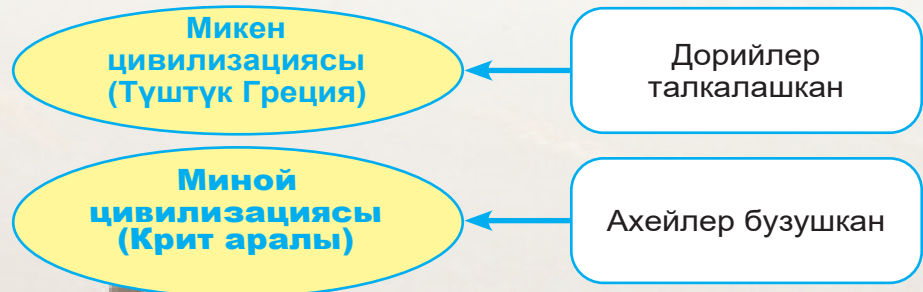 Микен
цивилизациясы
(Түштүк Греция)
Дорийлер
талкалашкан
Миной
цивилизациясы
(Крит аралы)
Ахейлер бузушкан